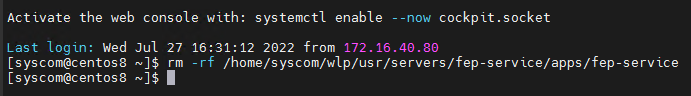 Activate the web console with: systemctl enable --now cockpit.socket
Last login: Wed Jul 27 16:31:12 2022 from 172.16.40.80
[syscom@centos8 ~]$ rm -rf /home/syscom/wlp/usr/servers/fep-service/apps/fep-service
[syscom@centos8 ~]$